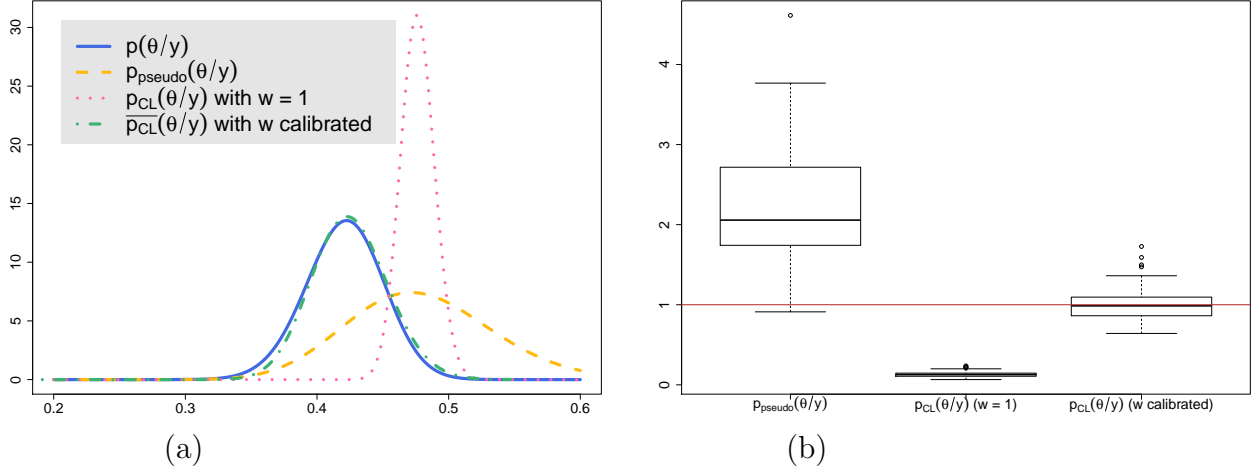 30
25
20
15
10
5
0
p(θ/y)
p_pseudo(θ/y)
p_CL(θ/y) with w = 1
p̅_C̅L̅(θ/y) with w calibrated
0.2 0.3 0.4 0.5 0.6
(a)
4
3
2
1
0
p_pseudo(θ/y) p_CL(θ/y) (w = 1) p_CL(θ/y) (w calibrated)
(b)